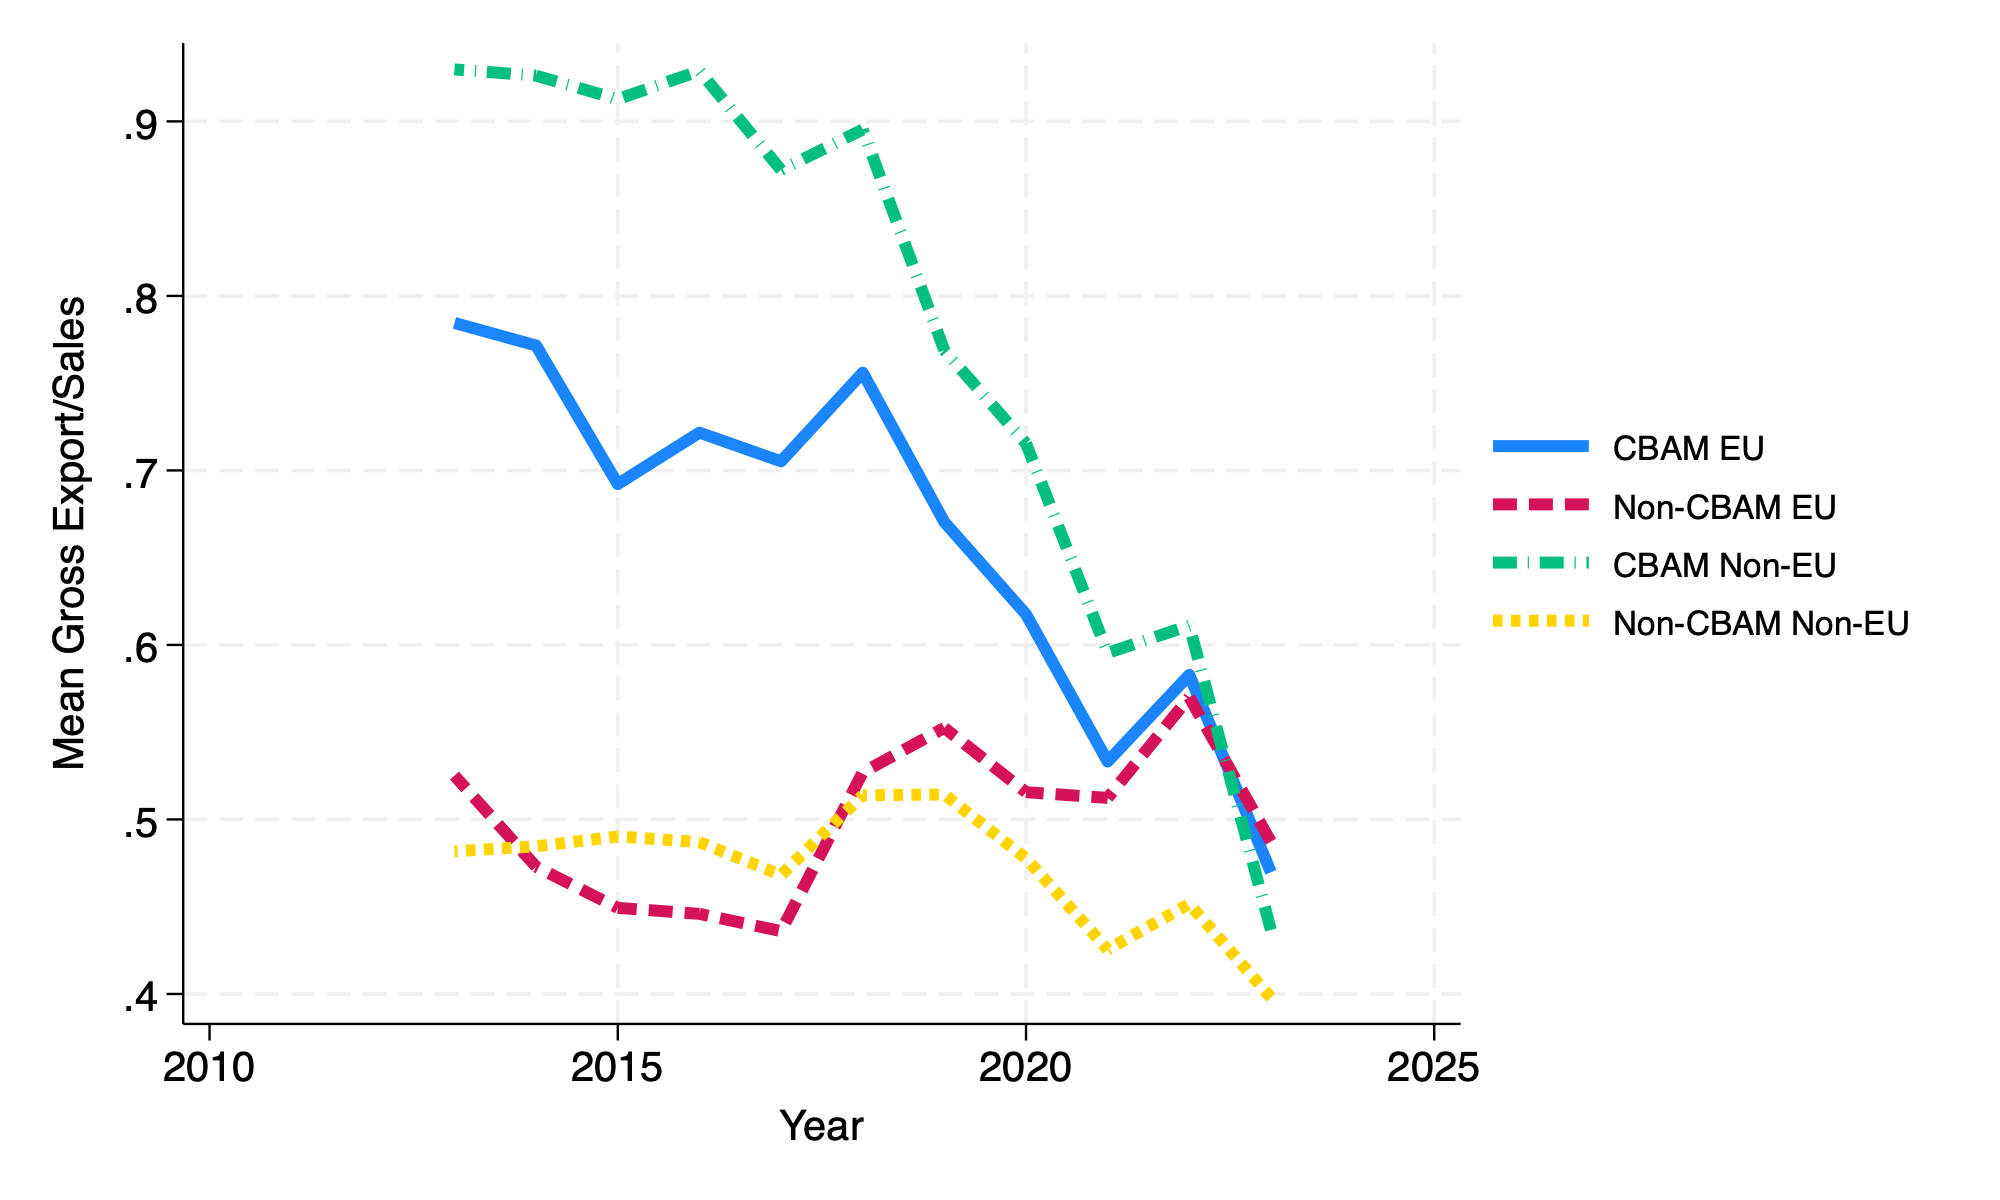 Mean Gross Export/Sales
.9
.8
.7
.6
.5
.4
2010
2015
2020
2025
Year
CBAM EU
Non-CBAM EU
CBAM Non-EU
Non-CBAM Non-EU